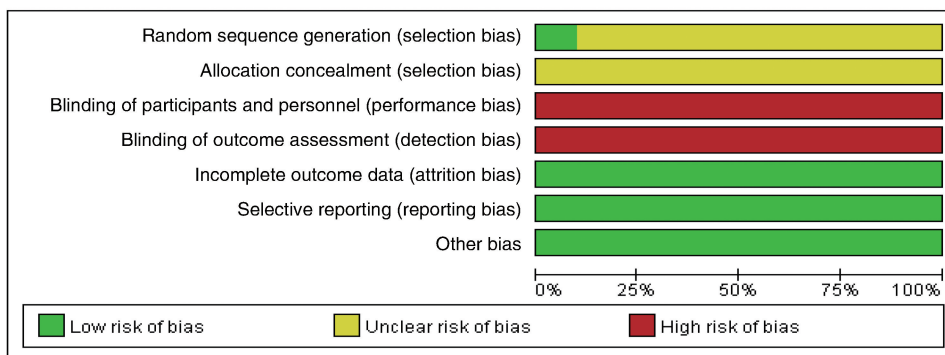 Random sequence generation (selection bias)
Allocation concealment (selection bias)
Blinding of participants and personnel (performance bias)
Blinding of outcome assessment (detection bias)
Incomplete outcome data (attrition bias)
Selective reporting (reporting bias)
Other bias
0% 25% 50% 75% 100%
Low risk of bias Unclear risk of bias High risk of bias